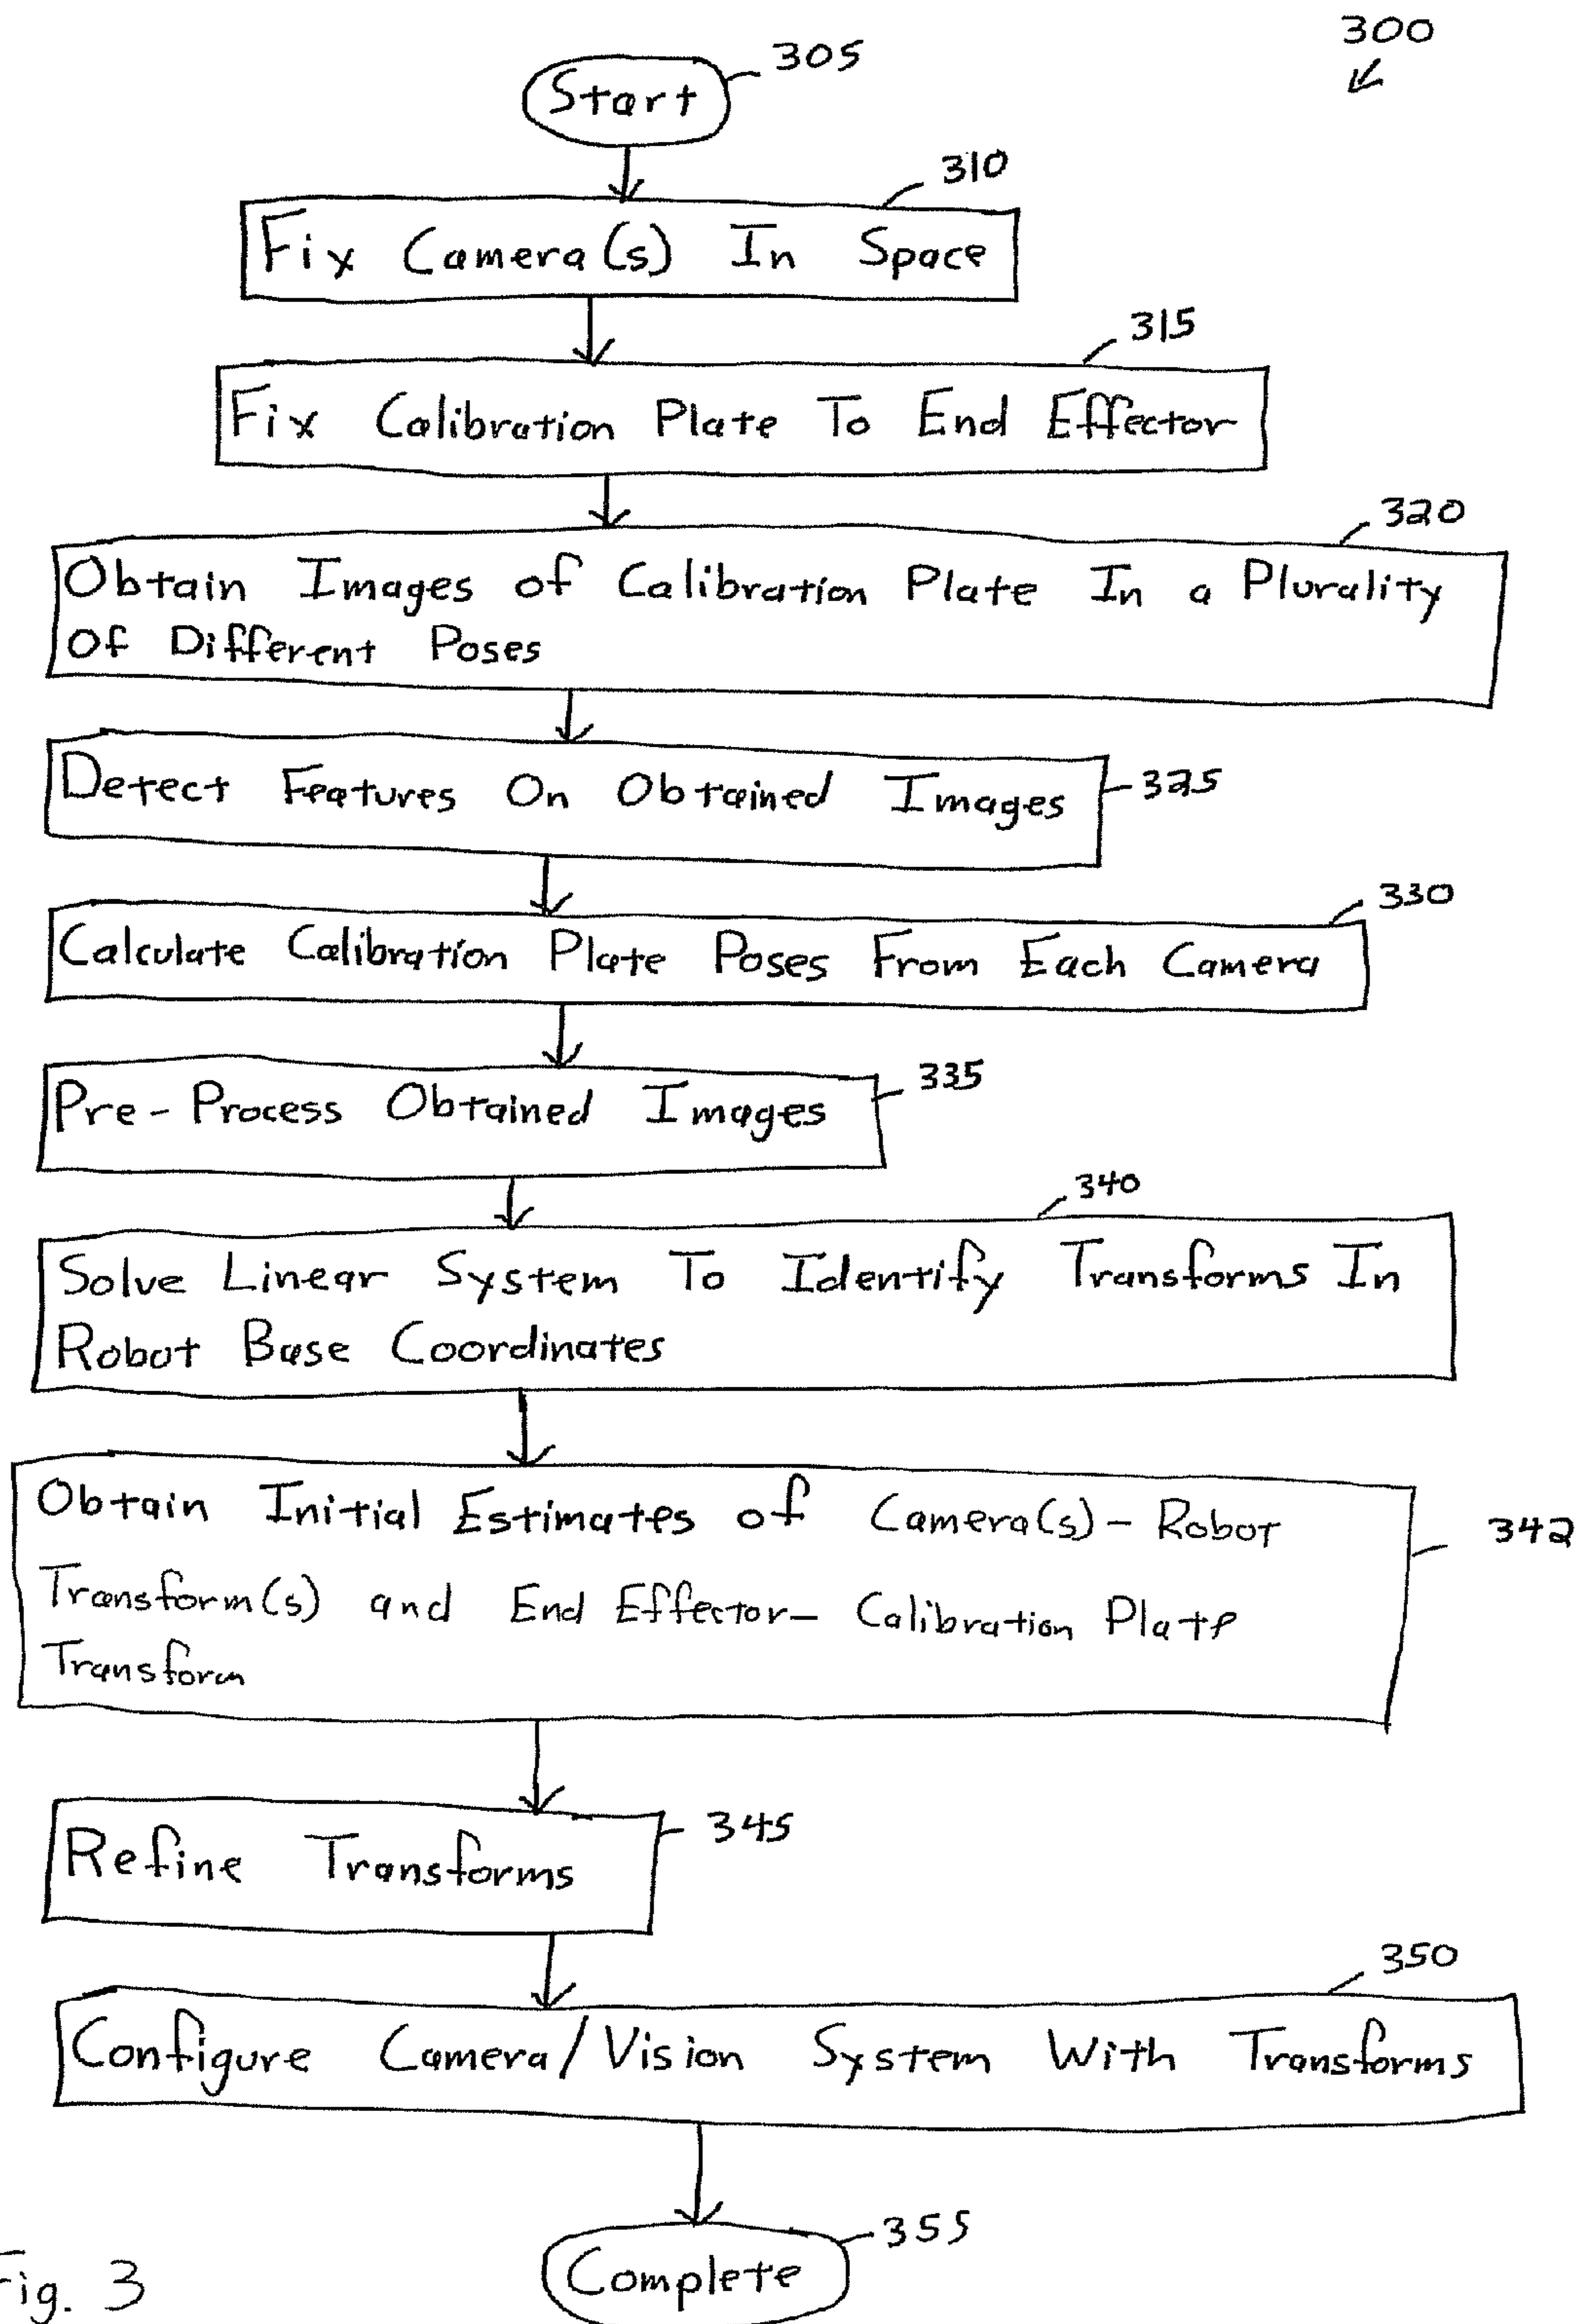 300
Start
305
310
Fix Camera(s) In Space
315
Fix Calibration Plate To End Effector
320
Obtain Images of Calibration Plate In a Plurality
Of Different Poses
Detect Features On Obtained Images
325
330
Calculate Calibration Plate Poses From Each Camera
335
Pre-Process Obtained Images
340
Solve Linear System To Identify Transforms In
Robot Base Coordinates
Obtain Initial Estimates of Camera(s)-Robot
342
Transform(s) and End Effector-Calibration Plate
Transform
345
Refine Transforms
350
Configure Camera/Vision System With Transforms
355
Complete
Fig. 3